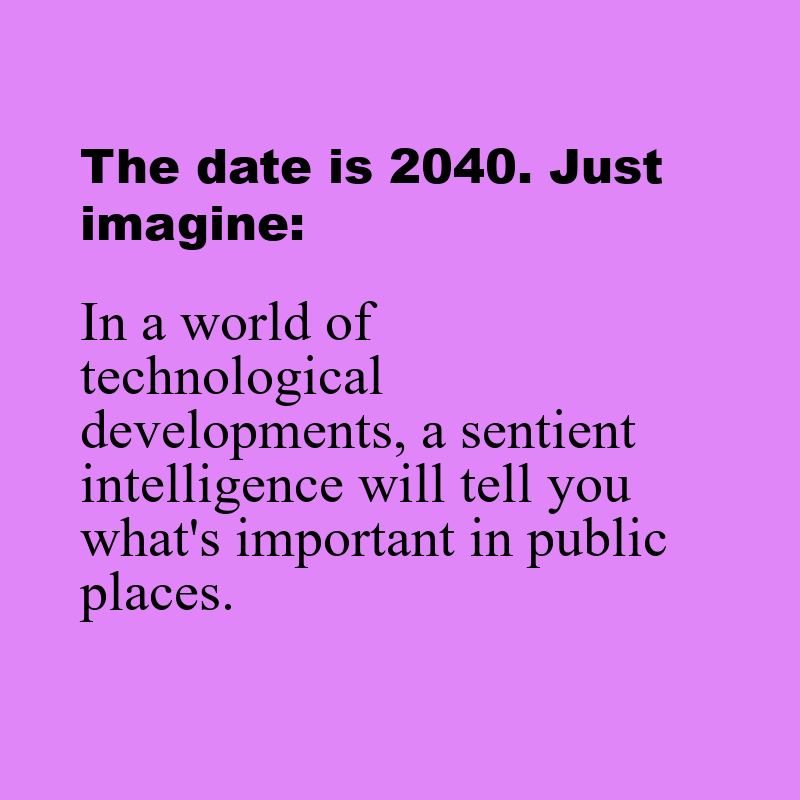 The date is 2040. Just
imagine:
In a world of
technological
developments, a sentient
intelligence will tell you
what's important in public
places.